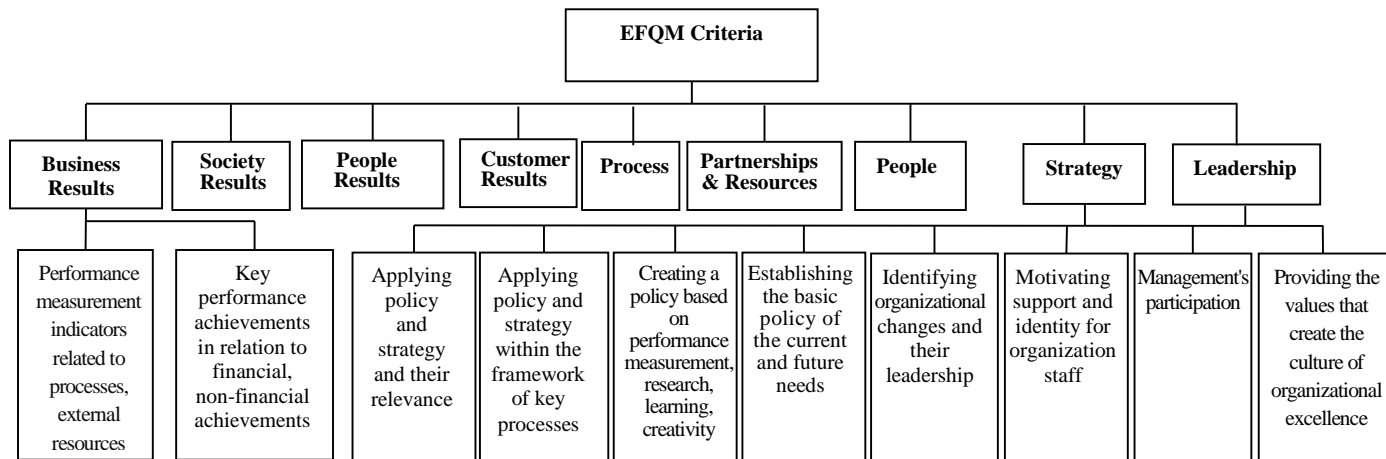 EFQM Criteria
Business
Results
Society
Results
People
Results
Customer
Results
Process
Partnerships
& Resources
People
Strategy
Leadership
Performance
measurement
indicators
related to
processes,
external
resources
Key
performance
achievements
in relation to
financial,
non-financial
achievements
Applying
policy
and
strategy
and their
relevance
Applying
policy and
strategy
within the
framework
of key
processes
Creating a
policy based
on
performance
measurement,
research,
learning,
creativity
Establishing
the basic
policy of
the current
and future
needs
Identifying
organizational
changes and
their
leadership
Motivating
support and
identity for
organization
staff
Management's
participation
Providing the
values that
create the
culture of
organizational
excellence